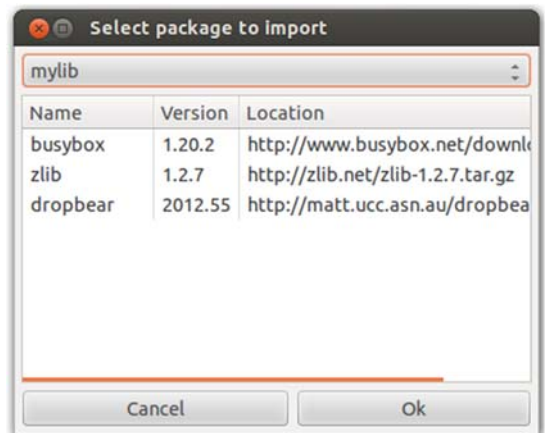 Select package to import
mylib
Name Version Location
busybox 1.20.2 http://www.busybox.net/downlo
zlib 1.2.7 http://zlib.net/zlib-1.2.7.tar.gz
dropbear 2012.55 http://matt.ucc.asn.au/dropbea
Cancel Ok